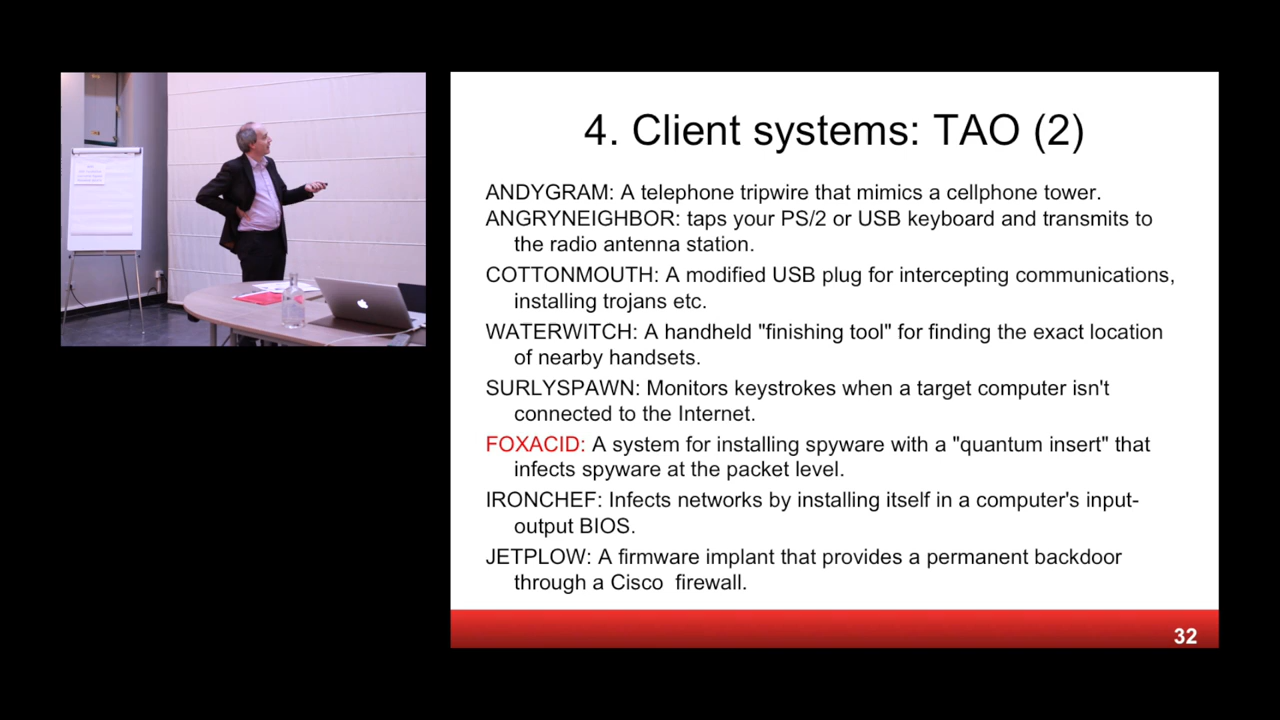 4. Client systems: TAO (2)
ANDYGRAM: A telephone tripwire that mimics a cellphone tower.
ANGRYNEIGHBOR: taps your PS/2 or USB keyboard and transmits to
the radio antenna station.
COTTONMOUTH: A modified USB plug for intercepting communications,
installing trojans etc.
WATERWITCH: A handheld "finishing tool" for finding the exact location
of nearby handsets.
SURLYSPAWN: Monitors keystrokes when a target computer isn't
connected to the Internet.
FOXACID: A system for installing spyware with a "quantum insert" that
infects spyware at the packet level.
IRONCHEF: Infects networks by installing itself in a computer's input-
output BIOS.
JETPLOW: A firmware implant that provides a permanent backdoor
through a Cisco  firewall.
32